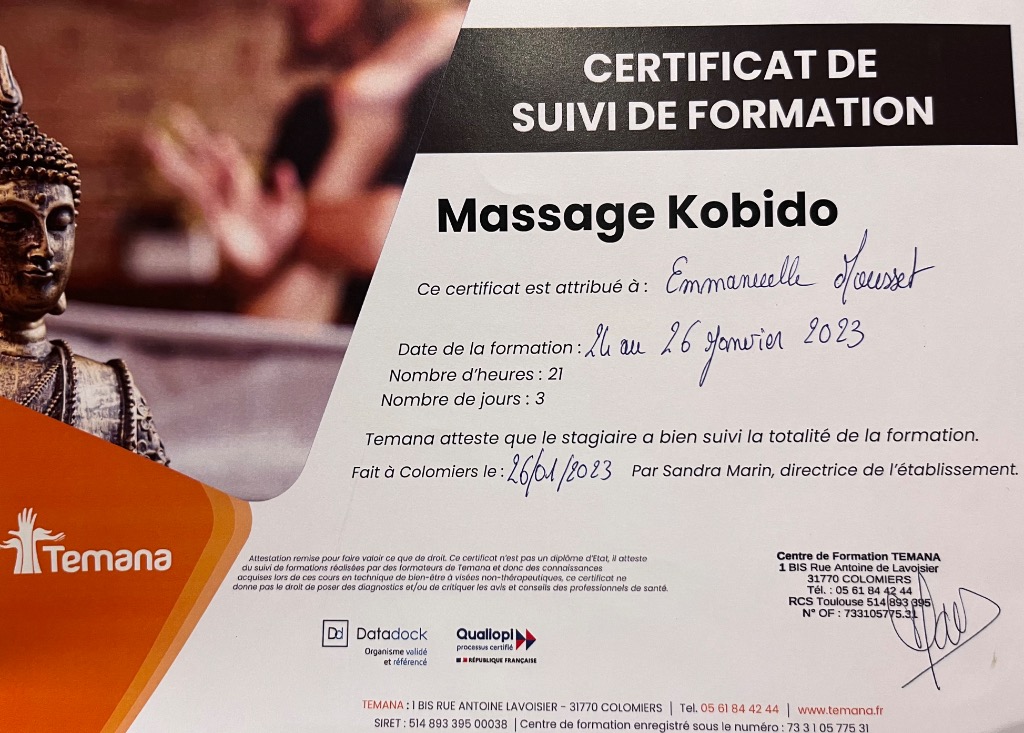 CERTIFICAT DE
SUIVI DE FORMATION
Massage Kobido
Ce certificat est attribué à : Emmanuelle Mousset
Date de la formation : 24 au 26 Janvier 2023
Nombre d'heures : 21
Nombre de jours : 3
Temana atteste que le stagiaire a bien suivi la totalité de la formation.
Fait à Colomiers le : 26/01/2023 Par Sandra Marin, directrice de l'établissement.
Temana
Attestation remise pour faire valoir ce que de droit. Ce certificat n'est pas un diplôme d'Etat, il atteste
du suivi de formations réalisées par des formateurs de Temana et donc des connaissances
acquises lors de ces cours en technique de bien-être à visées non-thérapeutiques, ce certificat ne
donne pas le droit de poser des diagnostics et/ou de critiquer les avis et conseils des professionnels de santé.
Centre de Formation TEMANA
1 BIS Rue Antoine de Lavoisier
31770 COLOMIERS
Tél. : 05 61 84 42 44
RCS Toulouse 514 893 395
N° OF : 733105775.31
Dd Datadock
Organisme validé
et référencé
Qualiopi
processus certifié
RÉPUBLIQUE FRANÇAISE
TEMANA : 1 BIS RUE ANTOINE LAVOISIER - 31770 COLOMIERS | Tel. 05 61 84 42 44 | www.temana.fr
SIRET : 514 893 395 00038 | Centre de formation enregistré sous le numéro : 73 3 1 05 775 31